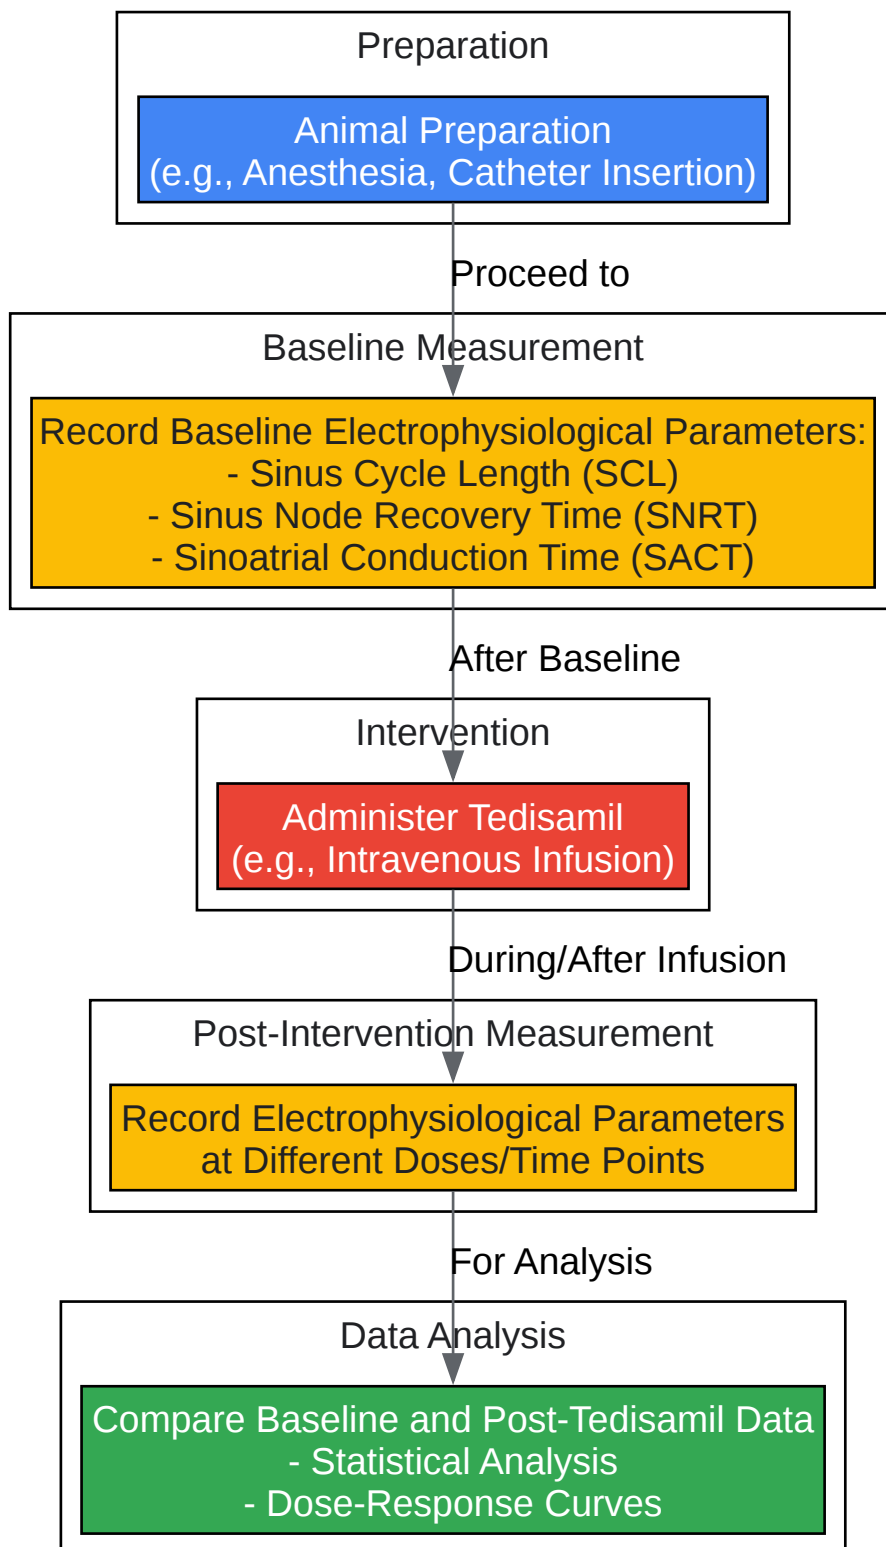 Preparation
Animal Preparation
(e.g., Anesthesia, Catheter Insertion)
Proceed to
Baseline Measurement
Record Baseline Electrophysiological Parameters:
- Sinus Cycle Length (SCL)
- Sinus Node Recovery Time (SNRT)
- Sinoatrial Conduction Time (SACT)
After Baseline
Intervention
Administer Tedisamil
(e.g., Intravenous Infusion)
During/After Infusion
Post-Intervention Measurement
Record Electrophysiological Parameters
at Different Doses/Time Points
For Analysis
Data Analysis
Compare Baseline and Post-Tedisamil Data
- Statistical Analysis
- Dose-Response Curves